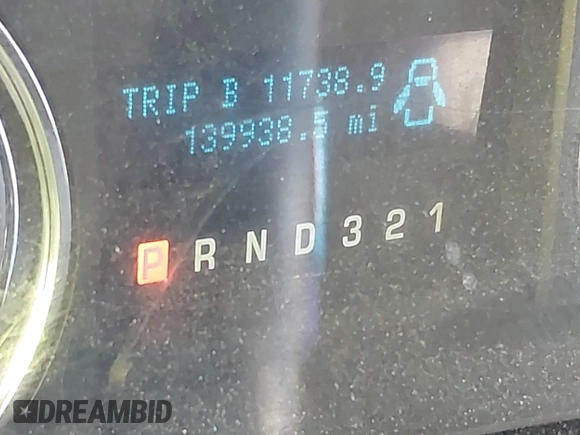 TRIP B 11738.9
139938.5 mi
P R N D 3 2 1
DREAMBID